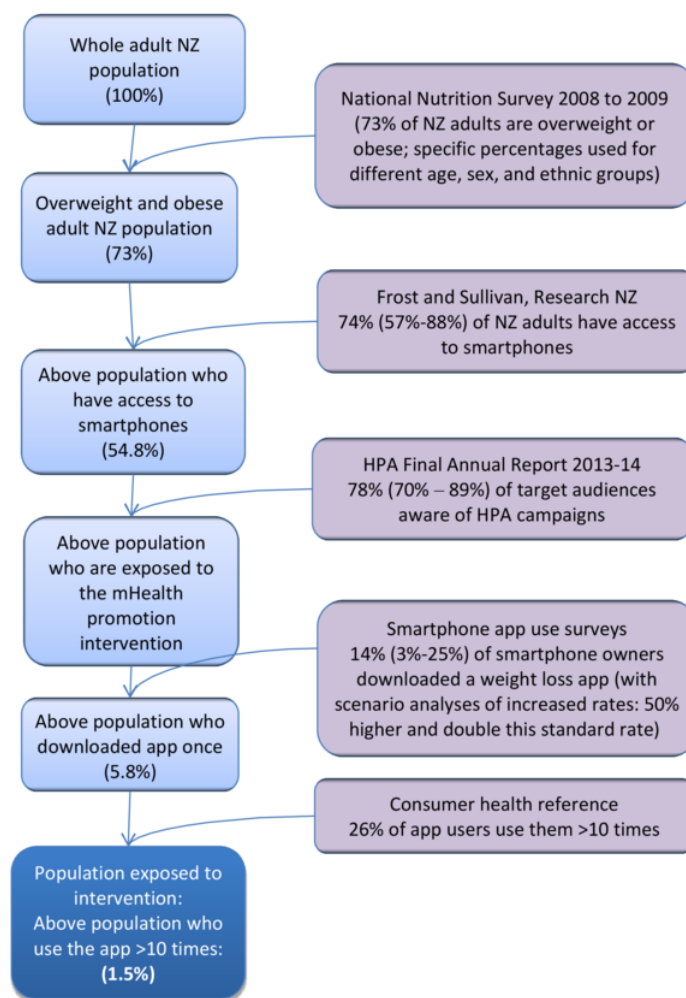 Whole adult NZ
population
(100%)
National Nutrition Survey 2008 to 2009
(73% of NZ adults are overweight or
obese; specific percentages used for
different age, sex, and ethnic groups)
Overweight and obese
adult NZ population
(73%)
Frost and Sullivan, Research NZ
74% (57%-88%) of NZ adults have access
to smartphones
Above population who
have access to
smartphones
(54.8%)
HPA Final Annual Report 2013-14
78% (70% – 89%) of target audiences
aware of HPA campaigns
Above population
who are exposed to
the mHealth
promotion
intervention
Smartphone app use surveys
14% (3%-25%) of smartphone owners
downloaded a weight loss app (with
scenario analyses of increased rates: 50%
higher and double this standard rate)
Above population who
downloaded app once
(5.8%)
Consumer health reference
26% of app users use them >10 times
Population exposed to
intervention:
Above population who
use the app >10 times:
(1.5%)